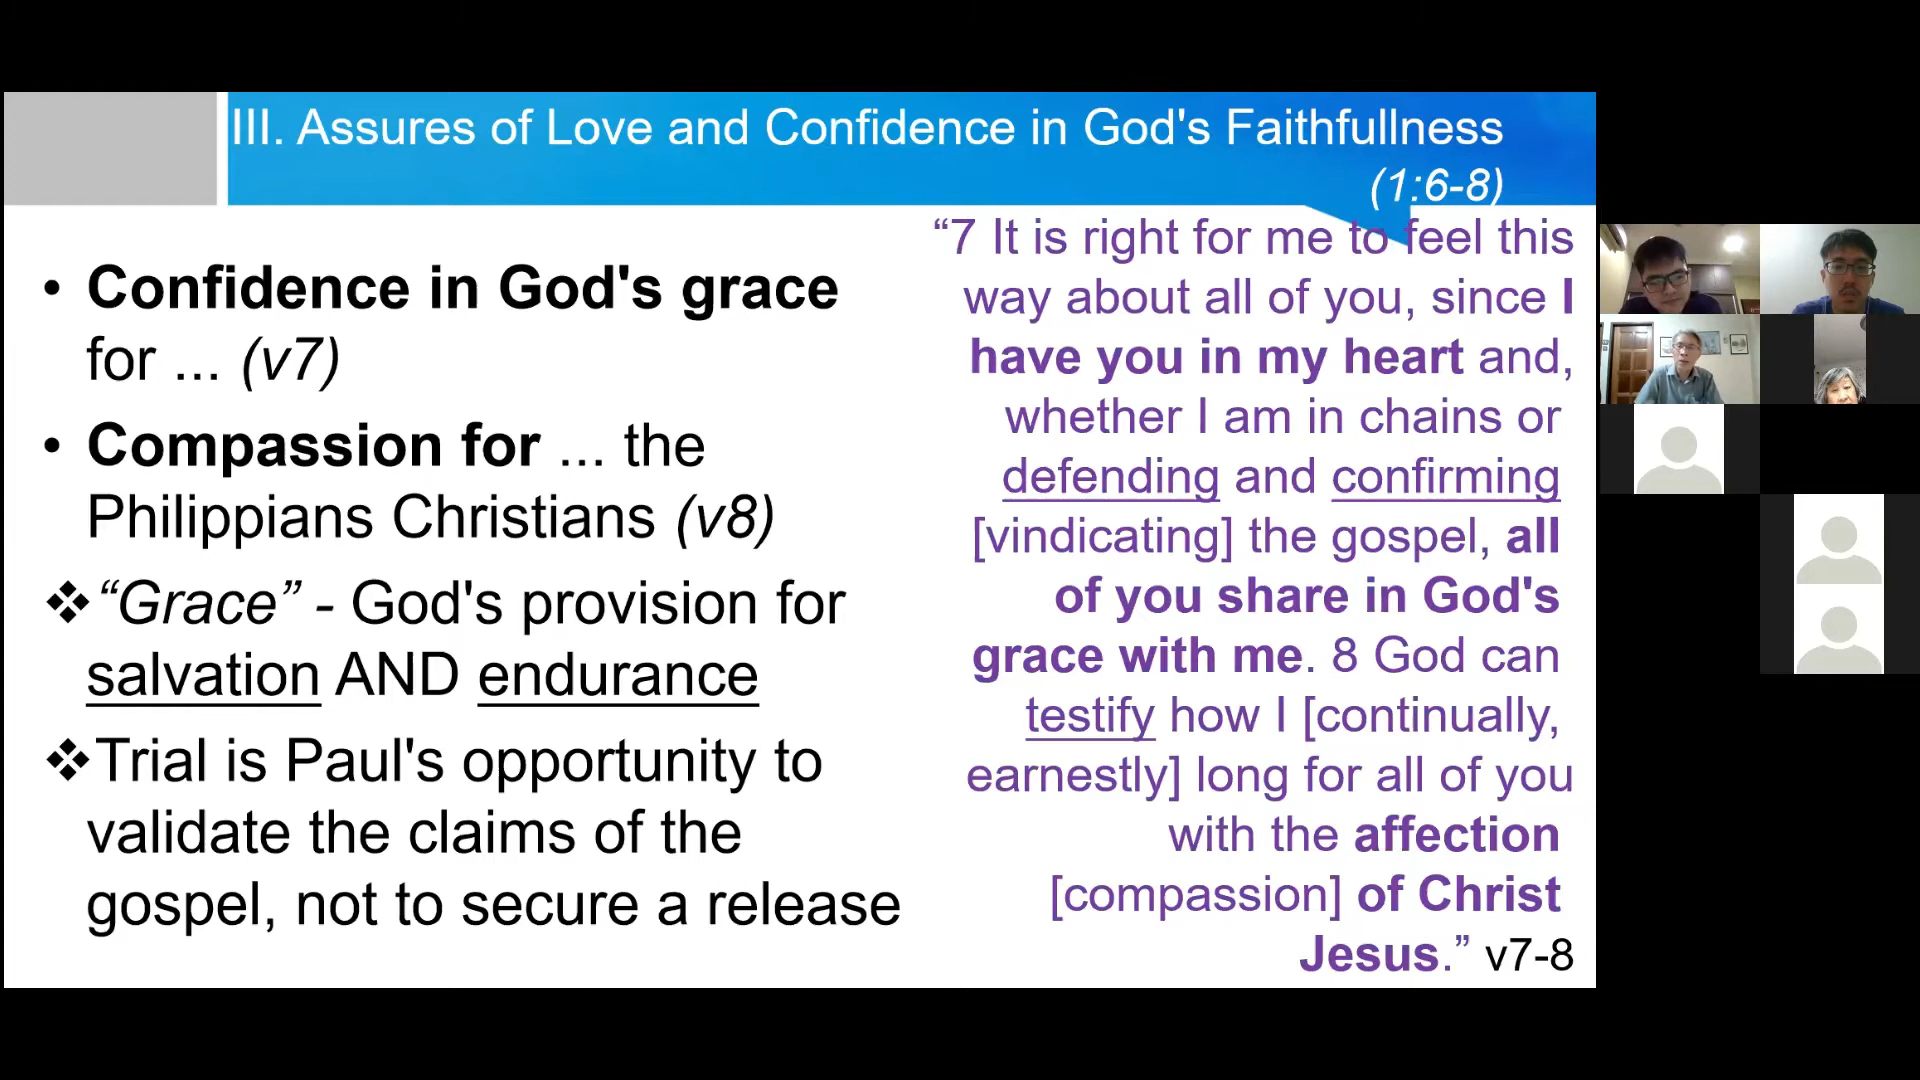 III. Assures of Love and Confidence in God's Faithfullness
(1:6-8)
• Confidence in God's grace
for ... (v7)
• Compassion for ... the
Philippians Christians (v8)
❖“Grace” - God's provision for
salvation AND endurance
❖Trial is Paul's opportunity to
validate the claims of the
gospel, not to secure a release
“7 It is right for me to feel this
way about all of you, since I
have you in my heart and,
whether I am in chains or
defending and confirming
[vindicating] the gospel, all
of you share in God's
grace with me. 8 God can
testify how I [continually,
earnestly] long for all of you
with the affection
[compassion] of Christ
Jesus.” v7-8